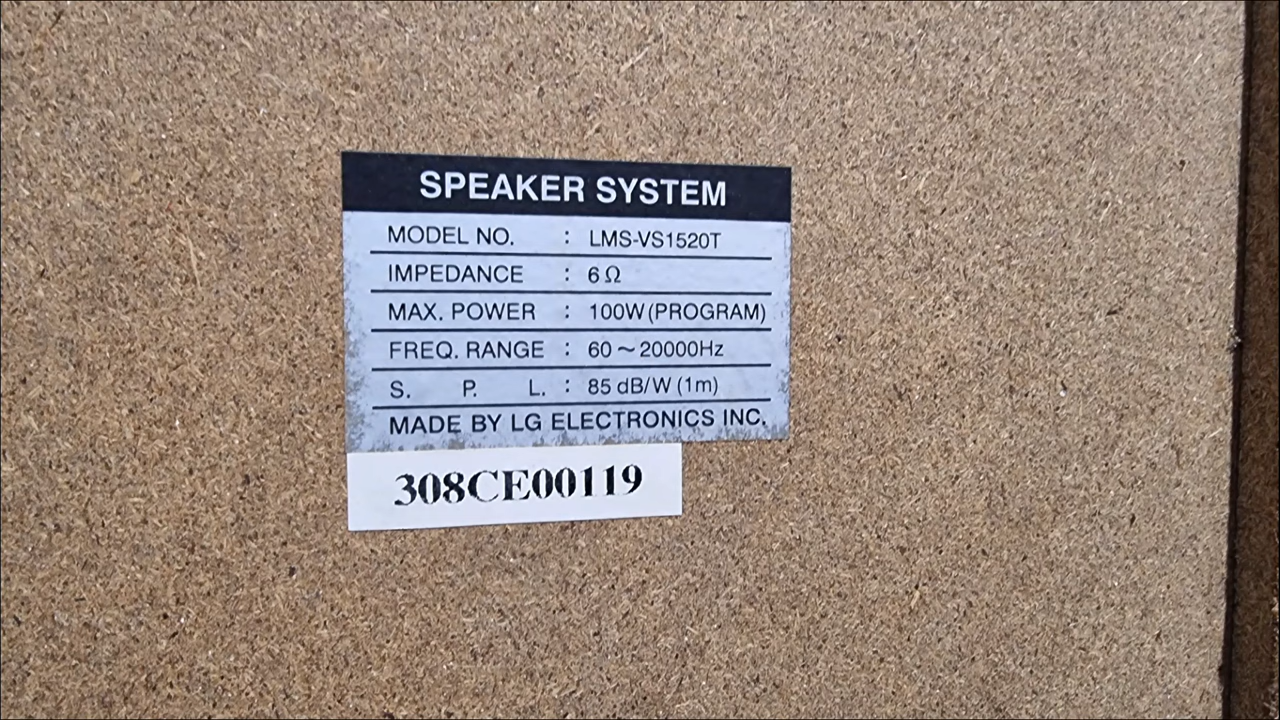 SPEAKER SYSTEM
MODEL NO. : LMS-VS1520T
IMPEDANCE : 6 Ω
MAX. POWER : 100W (PROGRAM)
FREQ. RANGE : 60 ~ 20000Hz
S. P. L. : 85 dB/W (1m)
MADE BY LG ELECTRONICS INC.
308CE00119